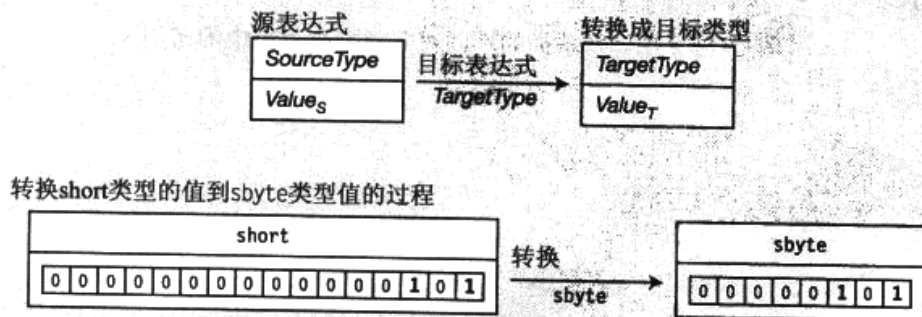 源表达式
转换成目标类型
SourceType
目标表达式
TargetType
TargetType
ValueS
ValueT
转换short类型的值到sbyte类型值的过程
short
转换
sbyte
sbyte
0 0 0 0 0 0 0 0 0 0 0 0 0 1 0 1
0 0 0 0 0 1 0 1